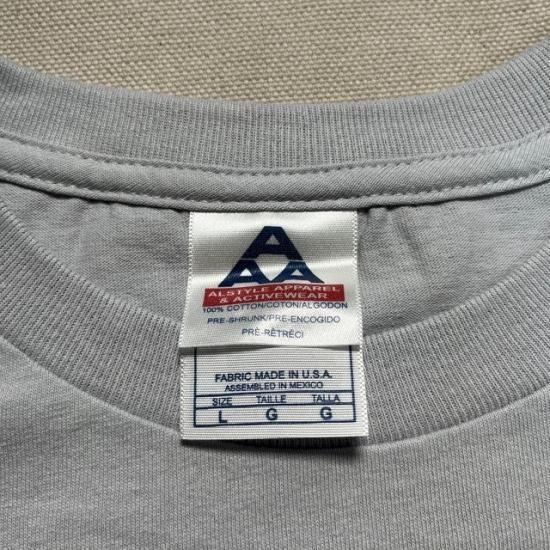 A
AAA
ALSTYLE APPAREL
& ACTIVEWEAR
100% COTTON/COTON/ALGODON
PRE-SHRUNK/PRE-ENCOGIDO
PRÉ-RÉTRÉCI
FABRIC MADE IN U.S.A.
ASSEMBLED IN MEXICO
SIZE TAILLE TALLA
L G G